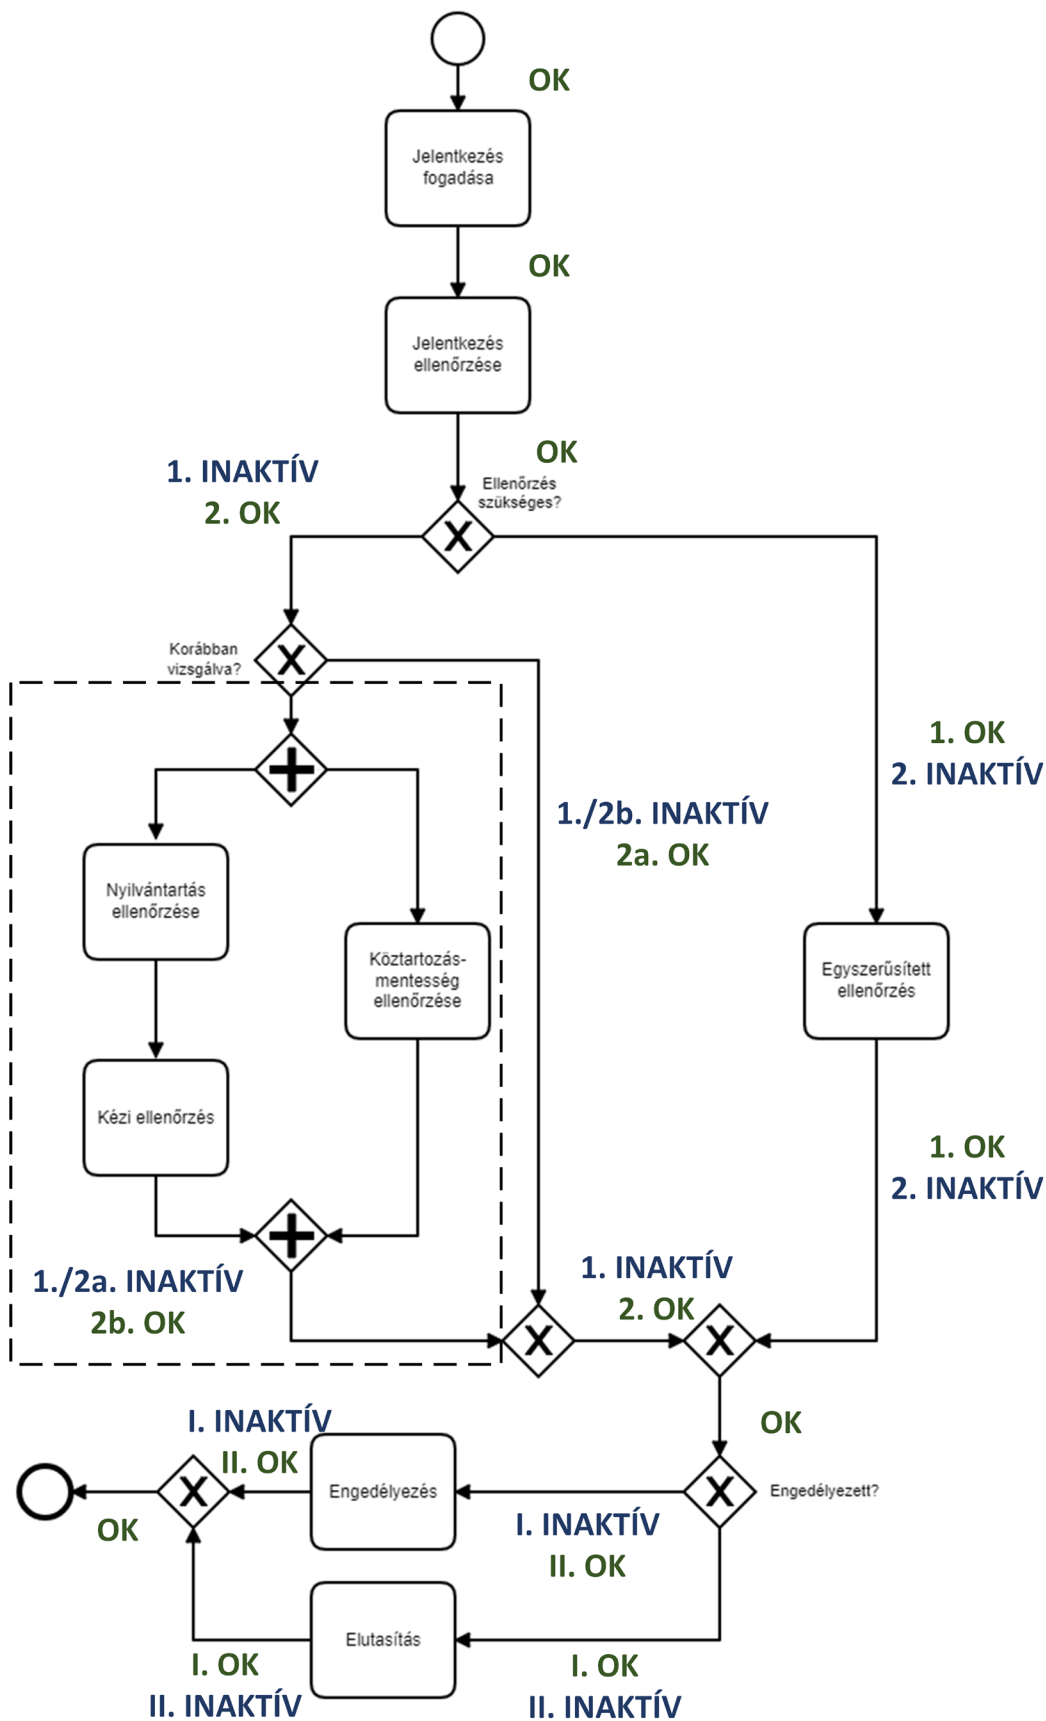 OK
Jelentkezés
fogadása
OK
Jelentkezés
ellenőrzése
OK
1. INAKTÍV
2. OK
Ellenőrzés
szükséges?
X
Korábban
vizsgálva?
X
1. OK
2. INAKTÍV
1./2b. INAKTÍV
2a. OK
Nyilvántartás
ellenőrzése
Köztartozás-
mentesség
ellenőrzése
Egyszerűsített
ellenőrzés
Kézi ellenőrzés
1. OK
2. INAKTÍV
1./2a. INAKTÍV
2b. OK
1. INAKTÍV
2. OK
X
X
OK
I. INAKTÍV
II. OK
X
Engedélyezés
X
Engedélyezett?
OK
I. INAKTÍV
II. OK
Elutasítás
I. OK
II. INAKTÍV
I. OK
II. INAKTÍV